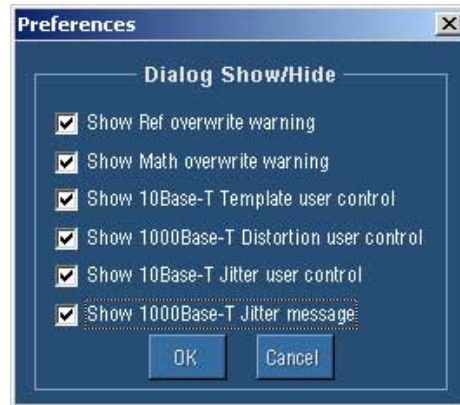 Preferences
Dialog Show/Hide
Show Ref overwrite warning
Show Math overwrite warning
Show 10Base-T Template user control
Show 1000Base-T Distortion user control
Show 10Base-T Jitter user control
Show 1000Base-T Jitter message
OK
Cancel